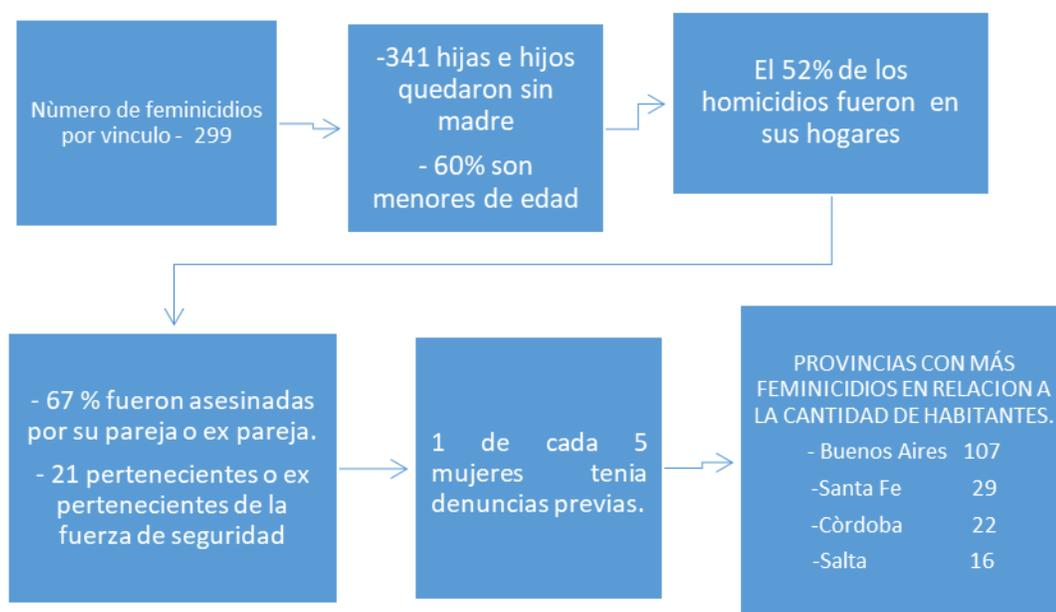 Nùmero de feminicidios
por vinculo - 299
-341 hijas e hijos
quedaron sin
madre
- 60% son
menores de edad
El 52% de los
homicidios fueron en
sus hogares
- 67 % fueron asesinadas
por su pareja o ex pareja.
- 21 pertenecientes o ex
pertenecientes de la
fuerza de seguridad
1 de cada 5
mujeres tenia
denuncias previas.
PROVINCIAS CON MÁS
FEMINICIDIOS EN RELACION A
LA CANTIDAD DE HABITANTES.
- Buenos Aires 107
-Santa Fe 29
-Còrdoba 22
-Salta 16